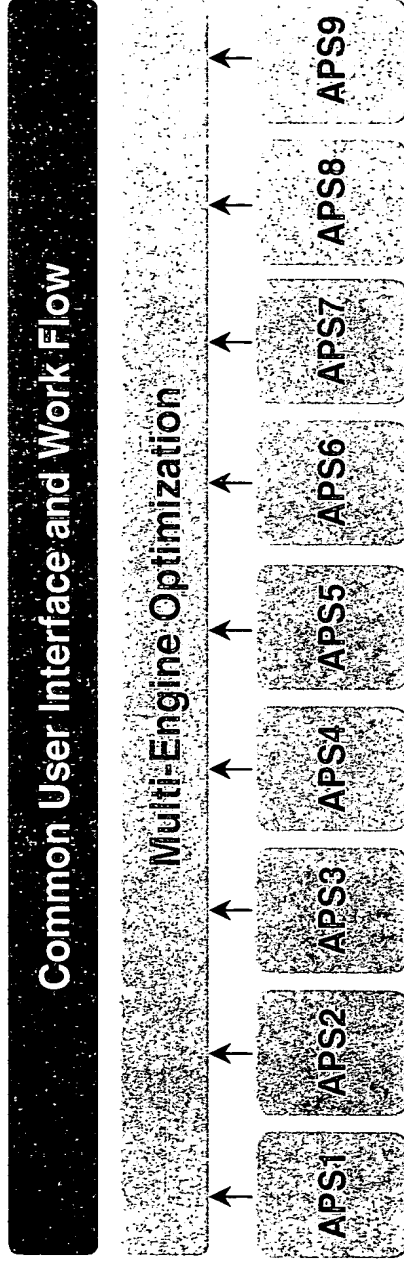 Common User Interface and Work Flow
Multi-Engine Optimization
APS1
APS2
APS3
APS4
APS5
APS6
APS7
APS8
APS9